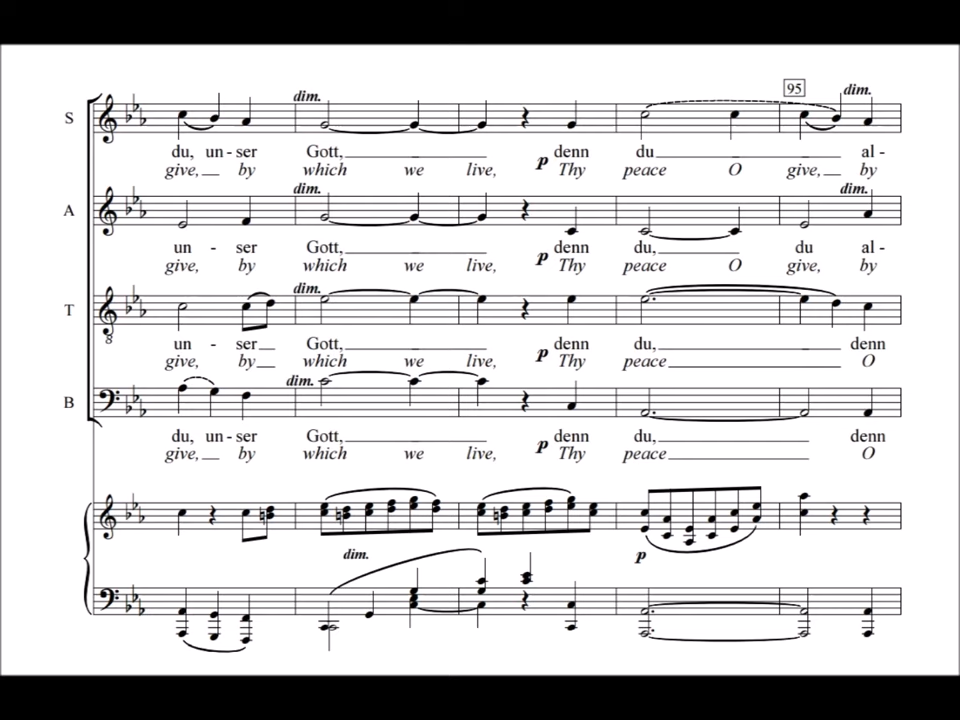 95
dim. dim.
S
du, un - ser Gott, denn du al -
give, by which we live, p Thy peace O give, by
dim. dim.
A
un - ser Gott, denn du, du al -
give, by which we live, p Thy peace O give, by
dim.
T
8
un - ser Gott, denn du, denn
give, by which we live, p Thy peace O
dim.
B
du, un - ser Gott, denn du, denn
give, by which we live, p Thy peace O
dim. p